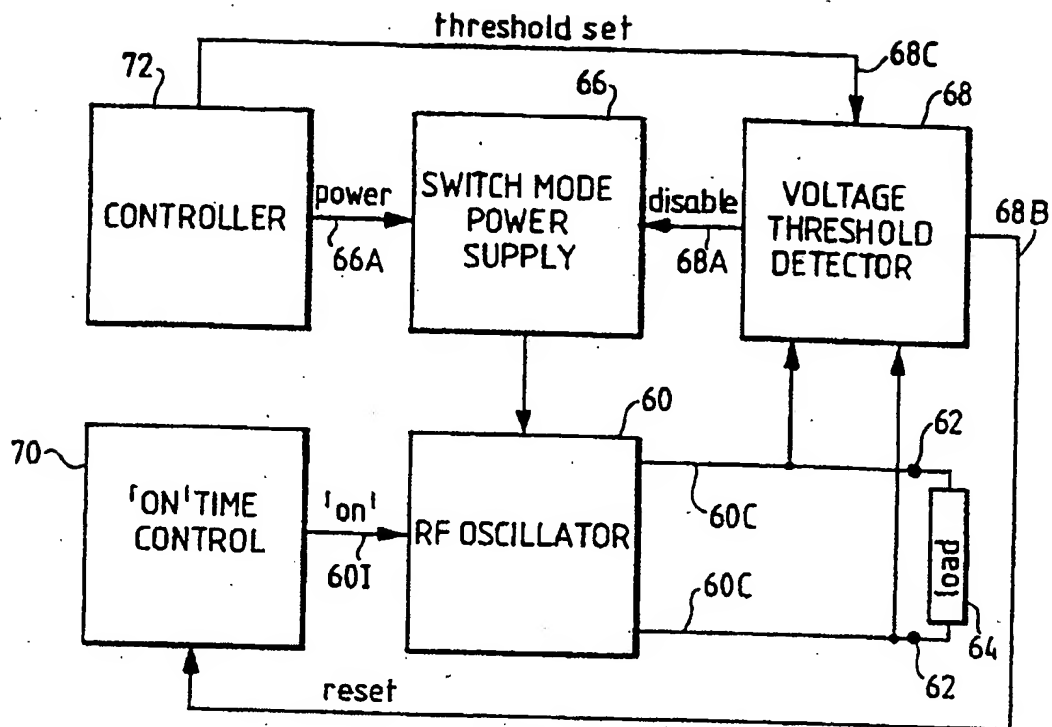 threshold set
72
66
68C
68
CONTROLLER
power
66A
SWITCH MODE
POWER
SUPPLY
disable
68A
VOLTAGE
THRESHOLD
DETECTOR
68B
70
'ON' TIME
CONTROL
'on'
60I
60
RF OSCILLATOR
60C
62
load
60C
62
64
reset